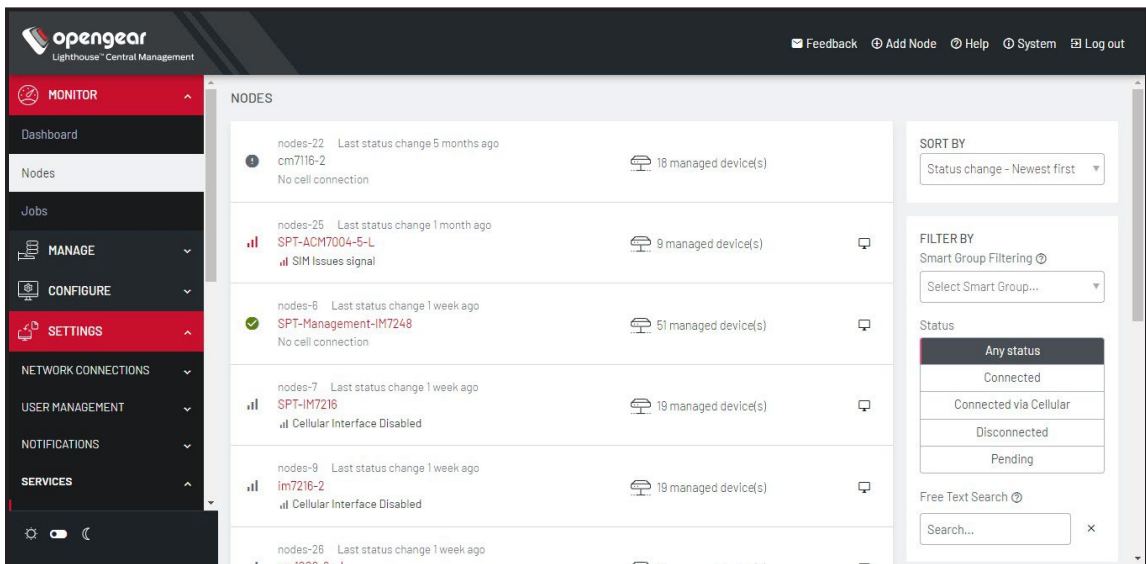 opengear
Lighthouse™ Central Management
Feedback
Add Node
Help
System
Log out
MONITOR
Dashboard
Nodes
Jobs
MANAGE
CONFIGURE
SETTINGS
NETWORK CONNECTIONS
USER MANAGEMENT
NOTIFICATIONS
SERVICES
NODES
nodes-22 Last status change 5 months ago
cm7116-2
No cell connection
18 managed device(s)
nodes-25 Last status change 1 month ago
SPT-ACM7004-5-L
SIM Issues signal
9 managed device(s)
nodes-6 Last status change 1 week ago
SPT-Management-IM7248
No cell connection
51 managed device(s)
nodes-7 Last status change 1 week ago
SPT-IM7216
Cellular Interface Disabled
19 managed device(s)
nodes-9 Last status change 1 week ago
im7216-2
Cellular Interface Disabled
19 managed device(s)
nodes-26 Last status change 1 week ago
SORT BY
Status change - Newest first
FILTER BY
Smart Group Filtering
Select Smart Group...
Status
Any status
Connected
Connected via Cellular
Disconnected
Pending
Free Text Search
Search...